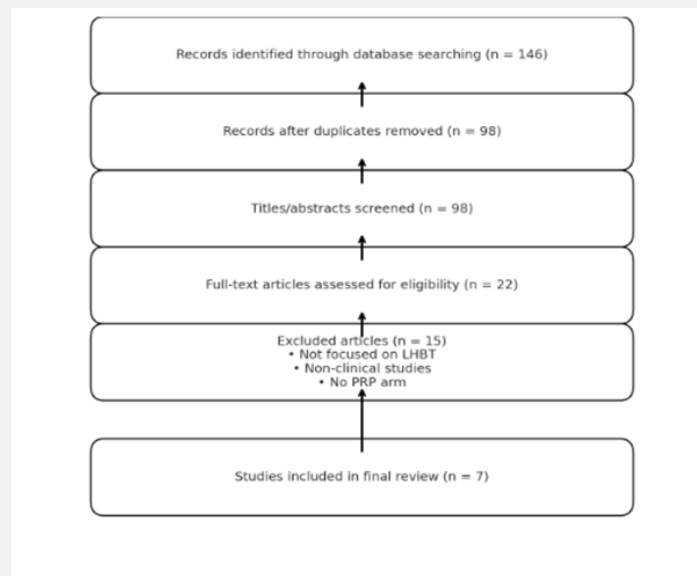 Records identified through database searching (n = 146)
Records after duplicates removed (n = 98)
Titles/abstracts screened (n = 98)
Full-text articles assessed for eligibility (n = 22)
Excluded articles (n = 15)
• Not focused on LHBT
• Non-clinical studies
• No PRP arm
Studies included in final review (n = 7)